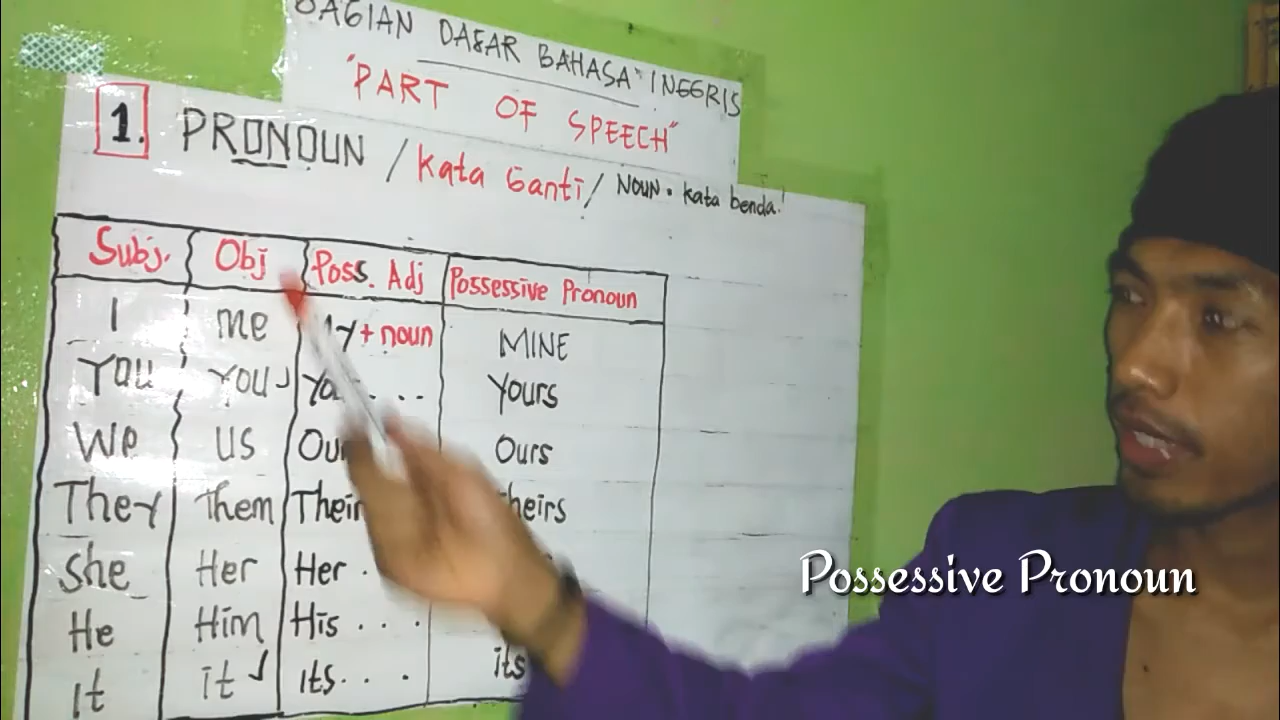 BAGIAN DASAR BAHASA INGGRIS
"PART OF SPEECH"
1. PRONOUN / Kata Ganti / NOUN • kata benda!
Subj. Obj Poss. Adj Possessive Pronoun
I me + noun MINE
You You . . . Yours
We us Ours
They Them Their
She Her Her .
He Him His . . .
It it its . . . its
Possessive Pronoun